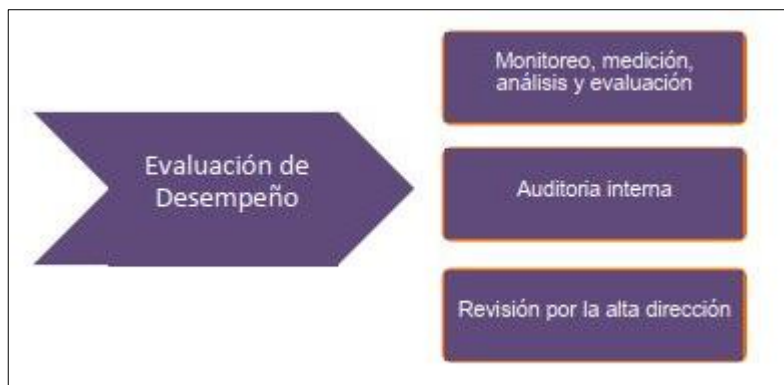 Evaluación de
Desempeño
Monitoreo, medición,
análisis y evaluación
Auditoria interna
Revisión por la alta dirección